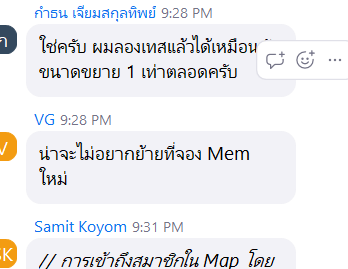 กำธน เจียมสกุลทิพย์ 9:28 PM
ใช่ครับ ผมลองเทสแล้วได้เหมือน
ขนาดขยาย 1 เท่าตลอดครับ
VG 9:28 PM
V
น่าจะไม่อยากย้ายที่จอง Mem
ใหม่
Samit Koyom 9:31 PM
SK
// การเข้าถึงสมาชิกใน Map โดย